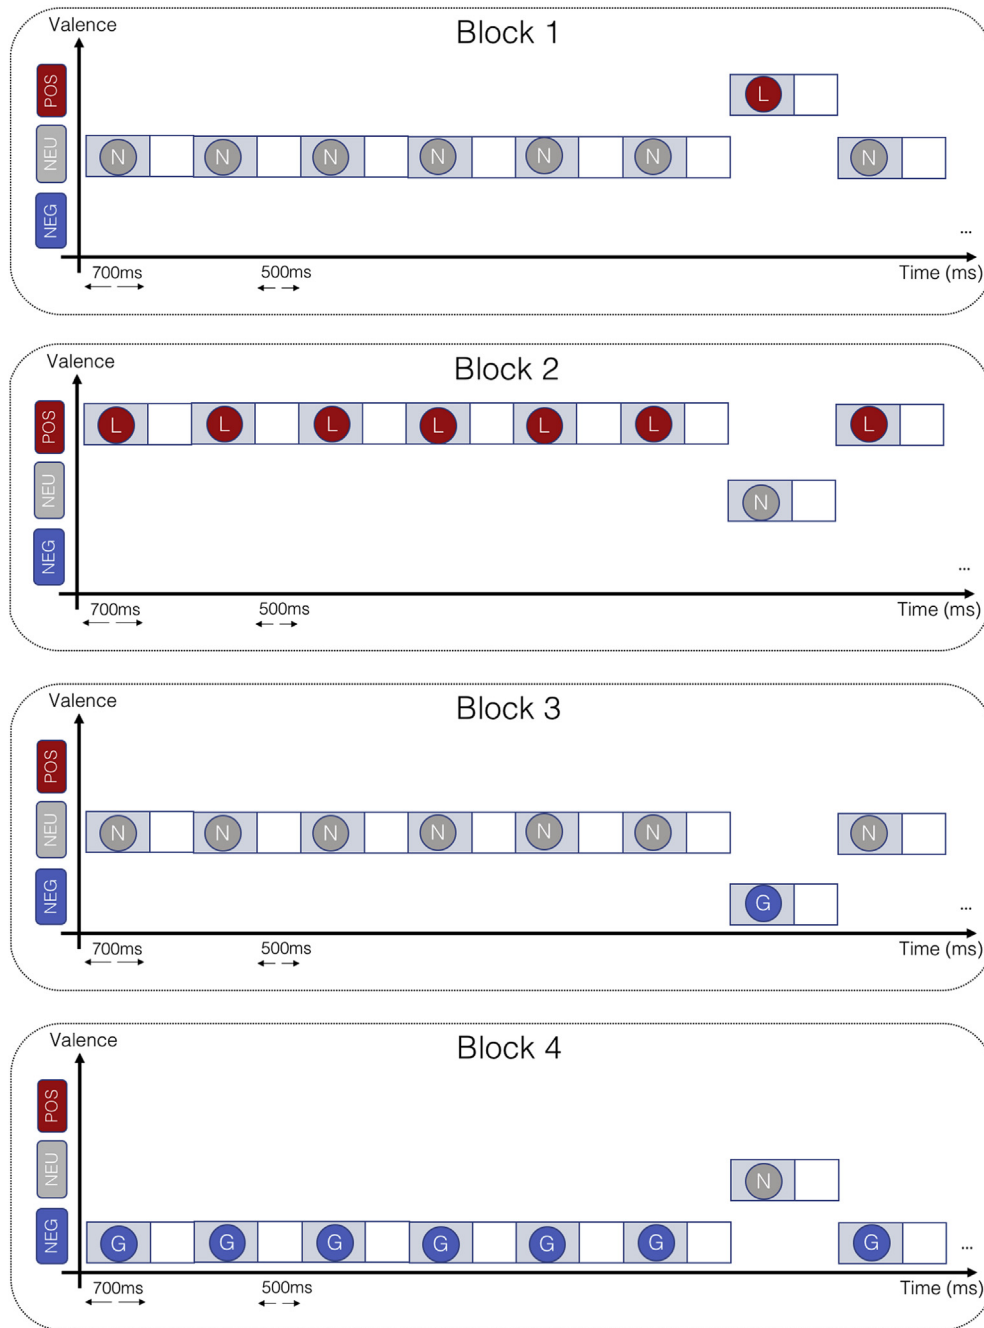 Valence
Block 1
POS
L
NEU
N N N N N N N
NEG
...
700ms 500ms Time (ms)
Valence
Block 2
POS
L L L L L L L
NEU
N
NEG
...
700ms 500ms Time (ms)
Valence
Block 3
POS
NEU
N N N N N N N
NEG
G
...
700ms 500ms Time (ms)
Valence
Block 4
POS
NEU
N
NEG
G G G G G G G
...
700ms 500ms Time (ms)